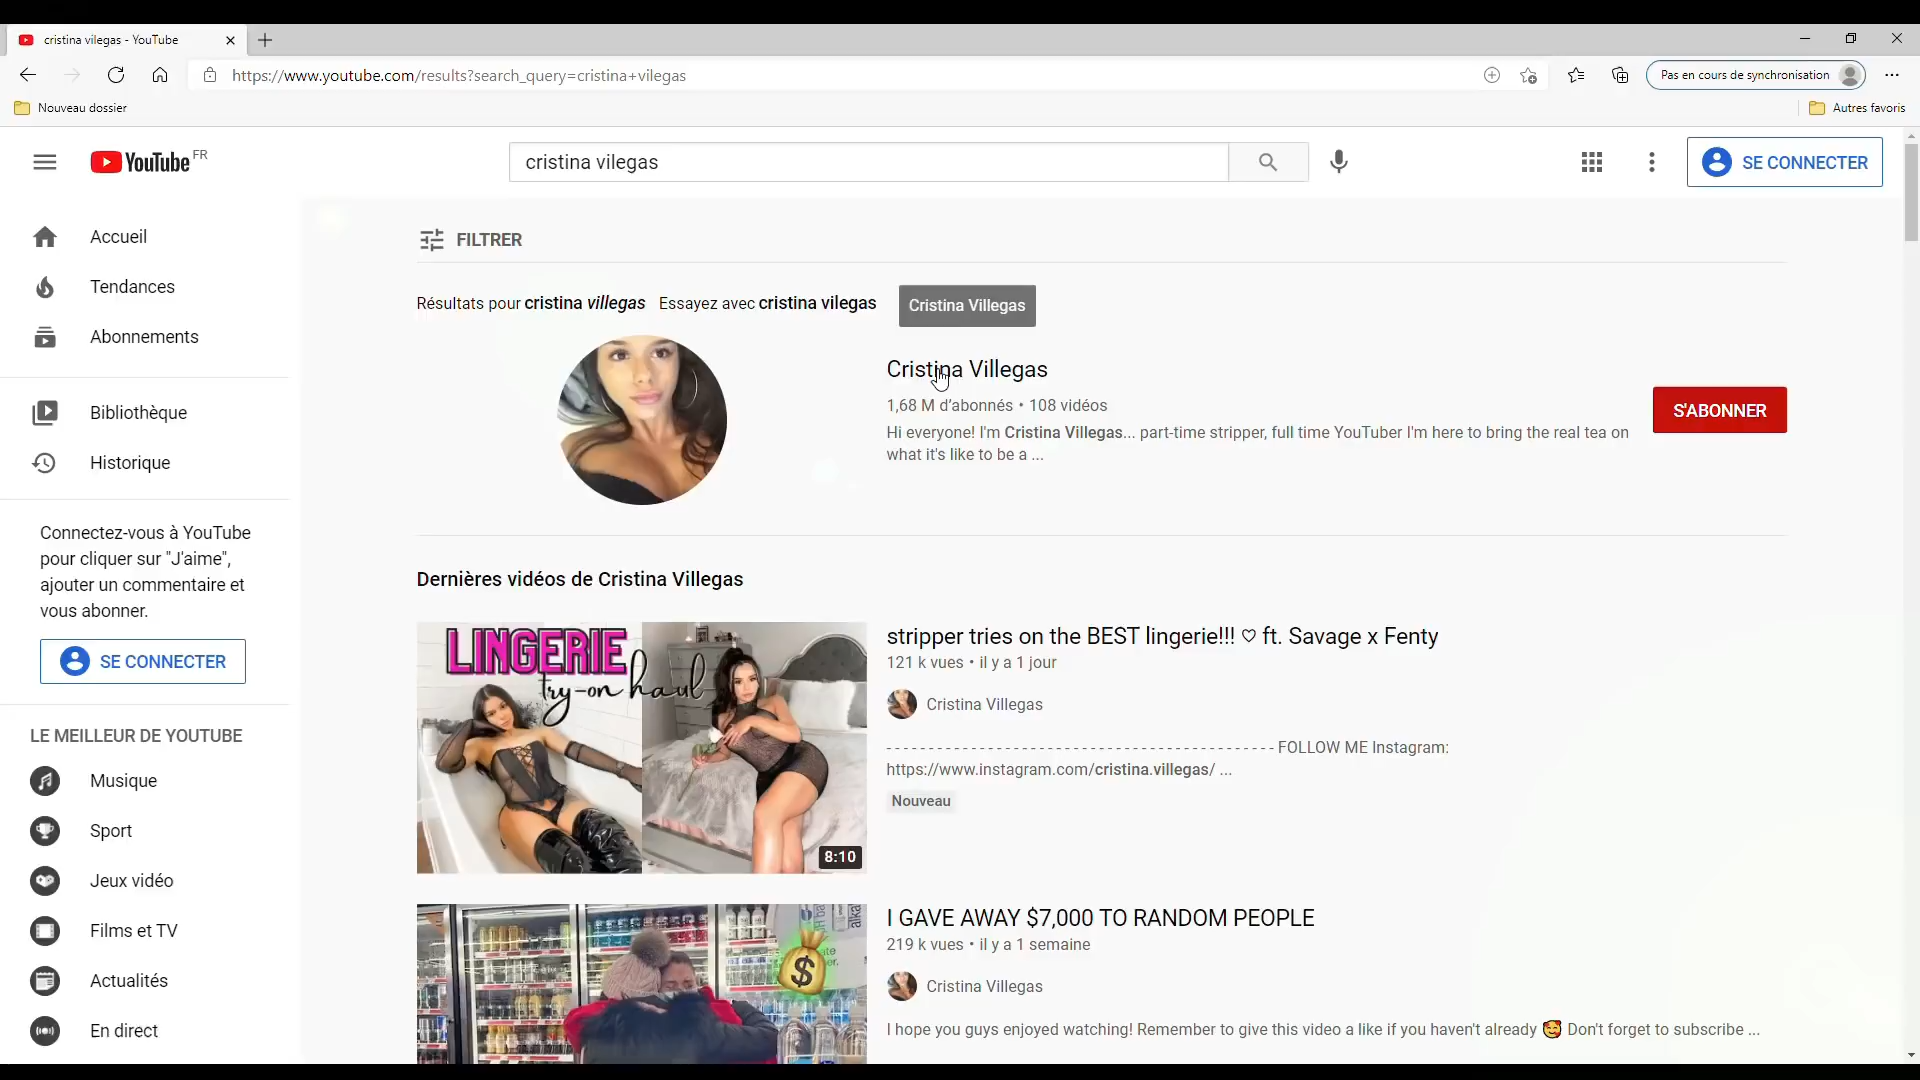 cristina vilegas - YouTube
https://www.youtube.com/results?search_query=cristina+vilegas
Pas en cours de synchronisation
Nouveau dossier
Autres favoris
YouTube FR
cristina vilegas
SE CONNECTER
Accueil
Tendances
Abonnements
Bibliothèque
Historique
Connectez-vous à YouTube
pour cliquer sur "J'aime",
ajouter un commentaire et
vous abonner.
SE CONNECTER
LE MEILLEUR DE YOUTUBE
Musique
Sport
Jeux vidéo
Films et TV
Actualités
En direct
FILTRER
Résultats pour cristina villegas Essayez avec cristina vilegas
Cristina Villegas
Cristina Villegas
1,68 M d'abonnés • 108 vidéos
Hi everyone! I'm Cristina Villegas... part-time stripper, full time YouTuber I'm here to bring the real tea on
what it's like to be a ...
S'ABONNER
Dernières vidéos de Cristina Villegas
LINGERIE
try-on haul
8:10
stripper tries on the BEST lingerie!!! ♡ ft. Savage x Fenty
121 k vues • il y a 1 jour
Cristina Villegas
- - - - - - - - - - - - - - - - - - - - - - - - - - - - - - - - - - - - - - - - - - - - - - - FOLLOW ME Instagram:
https://www.instagram.com/cristina.villegas/ ...
Nouveau
$
I GAVE AWAY $7,000 TO RANDOM PEOPLE
219 k vues • il y a 1 semaine
Cristina Villegas
I hope you guys enjoyed watching! Remember to give this video a like if you haven't already 🥰 Don't forget to subscribe ...